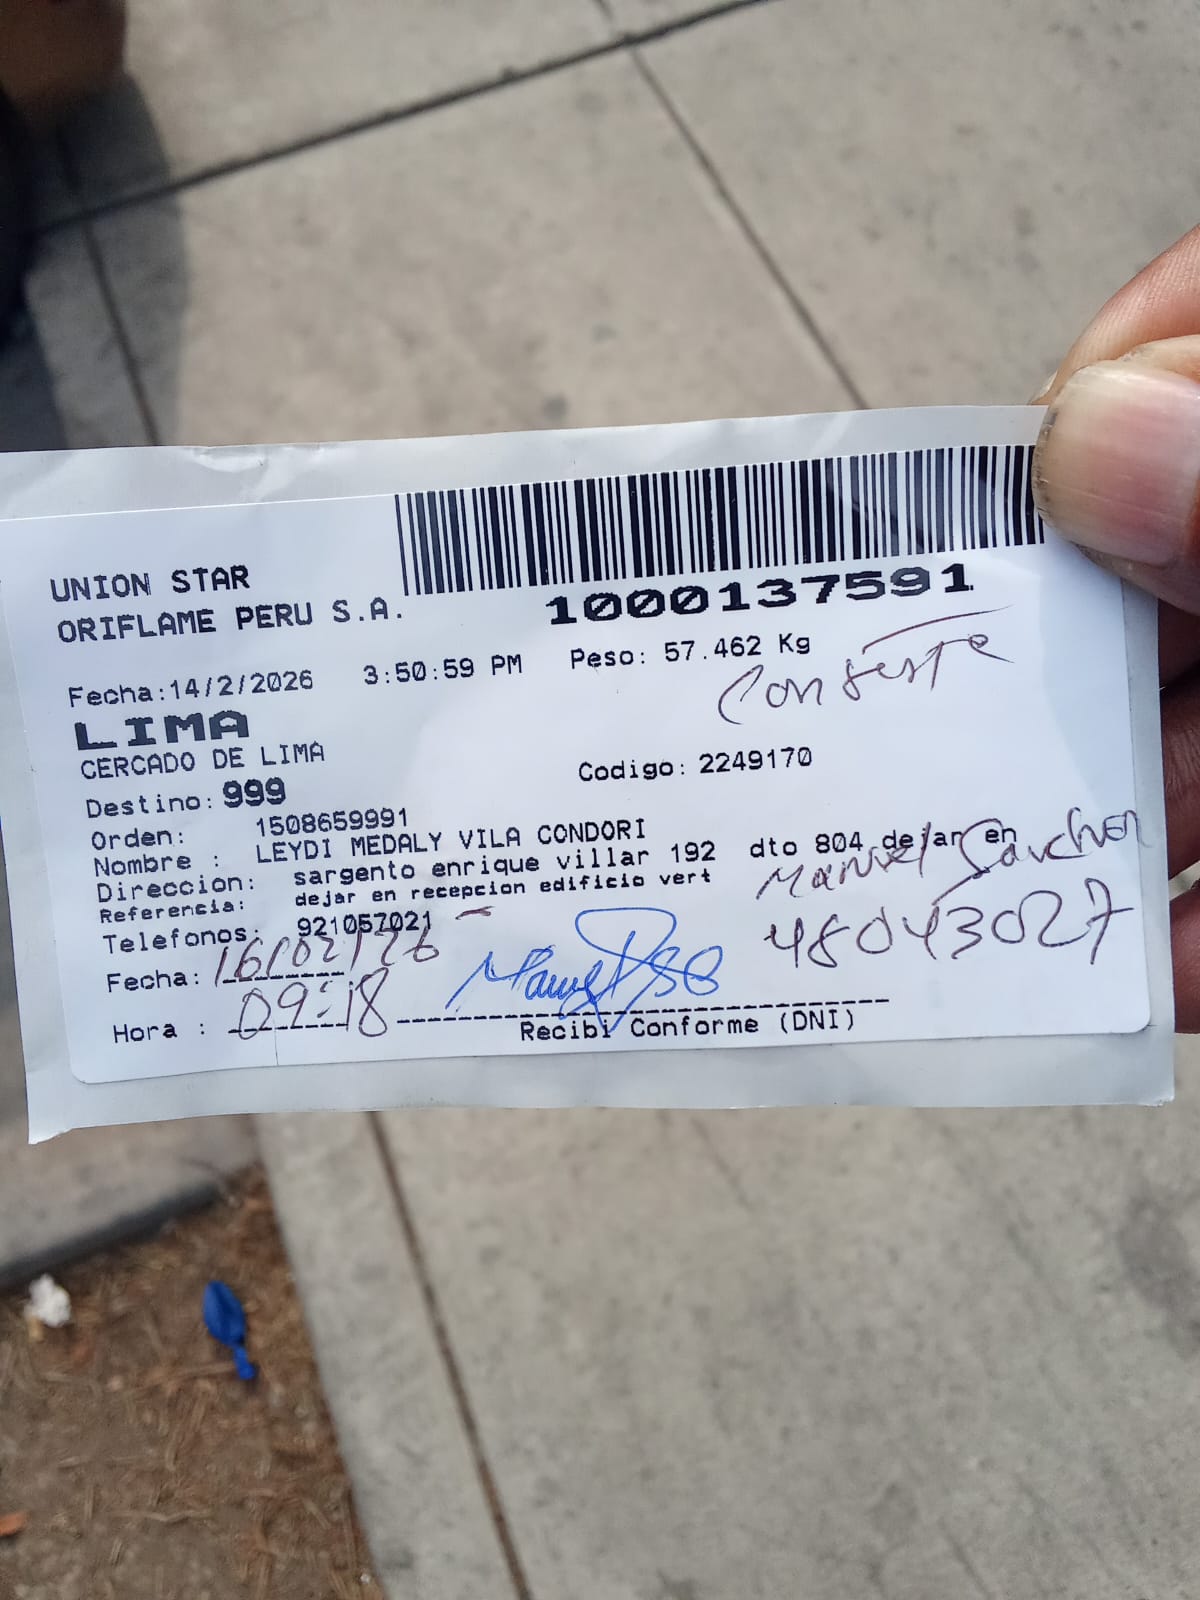 UNION STAR
ORIFLAME PERU S.A.
1000137591
Fecha:14/2/2026 3:50:59 PM Peso: 57.462 Kg
LIMA
CERCADO DE LIMA
Destino: 999 Codigo: 2249170
Orden: 1508659991
Nombre : LEYDI MEDALY VILA CONDORI
Direccion: sargento enrique villar 192 dto 804 dejar en
Referencia: dejar en recepcion edificio vert
Manuel Sanchez
Telefonos: 921057021
48043027
Fecha: 16/02/26
Hora : 09:18
Recibi Conforme (DNI)